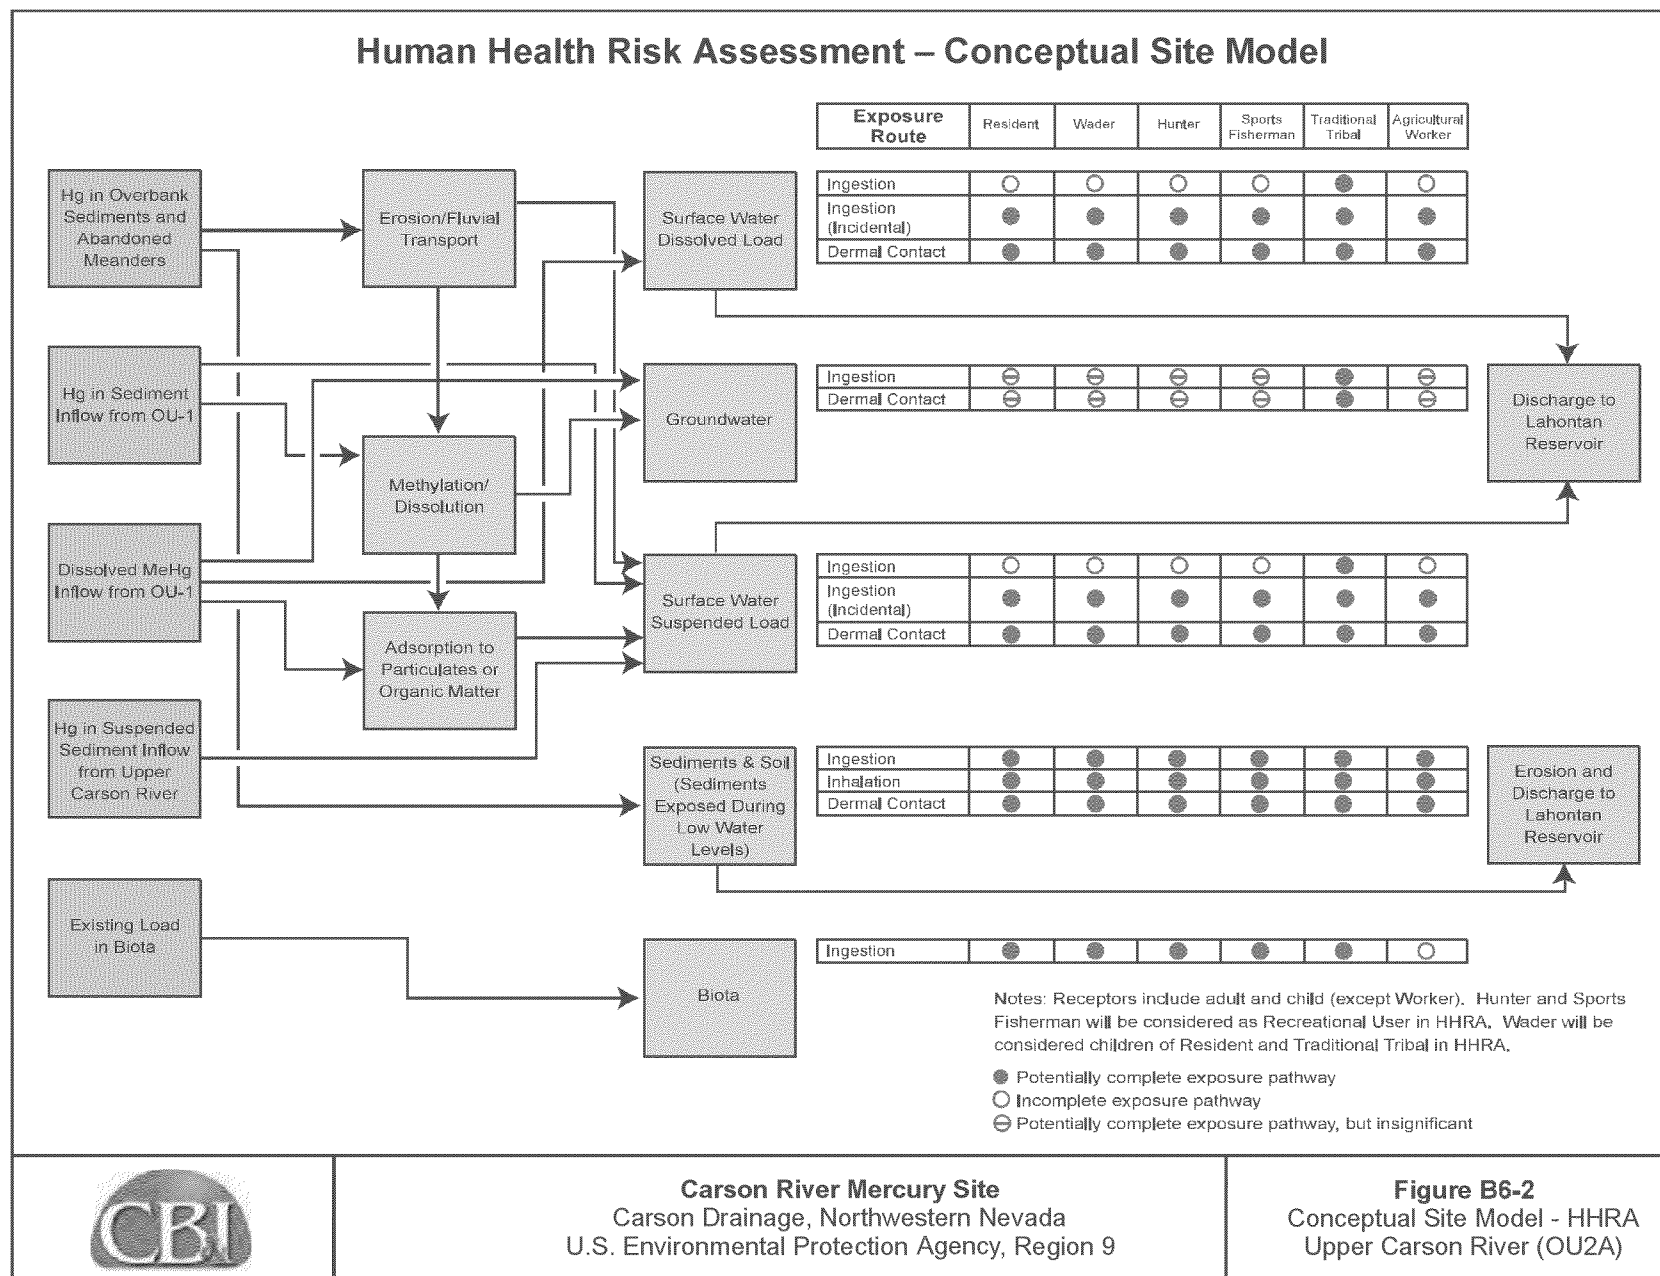 Human Health Risk Assessment – Conceptual Site Model
Exposure
Route
Resident
Wader
Hunter
Sports
Fisherman
Traditional
Tribal
Agricultural
Worker
Hg in Overbank
Sediments and
Abandoned
Meanders
Erosion/Fluvial
Transport
Surface Water
Dissolved Load
Ingestion
Ingestion
(Incidental)
Dermal Contact
Hg in Sediment
Inflow from OU-1
Methylation/
Dissolution
Groundwater
Ingestion
Dermal Contact
Discharge to
Lahontan
Reservoir
Dissolved MeHg
Inflow from OU-1
Adsorption to
Particulates or
Organic Matter
Surface Water
Suspended Load
Ingestion
Ingestion
(Incidental)
Dermal Contact
Hg in Suspended
Sediment Inflow
from Upper
Carson River
Sediments & Soil
(Sediments
Exposed During
Low Water
Levels)
Ingestion
Inhalation
Dermal Contact
Erosion and
Discharge to
Lahontan
Reservoir
Existing Load
in Biota
Biota
Ingestion
Notes: Receptors include adult and child (except Worker). Hunter and Sports
Fisherman will be considered as Recreational User in HHRA. Wader will be
considered children of Resident and Traditional Tribal in HHRA.
Potentially complete exposure pathway
Incomplete exposure pathway
Potentially complete exposure pathway, but insignificant
CBI
Carson River Mercury Site
Carson Drainage, Northwestern Nevada
U.S. Environmental Protection Agency, Region 9
Figure B6-2
Conceptual Site Model - HHRA
Upper Carson River (OU2A)